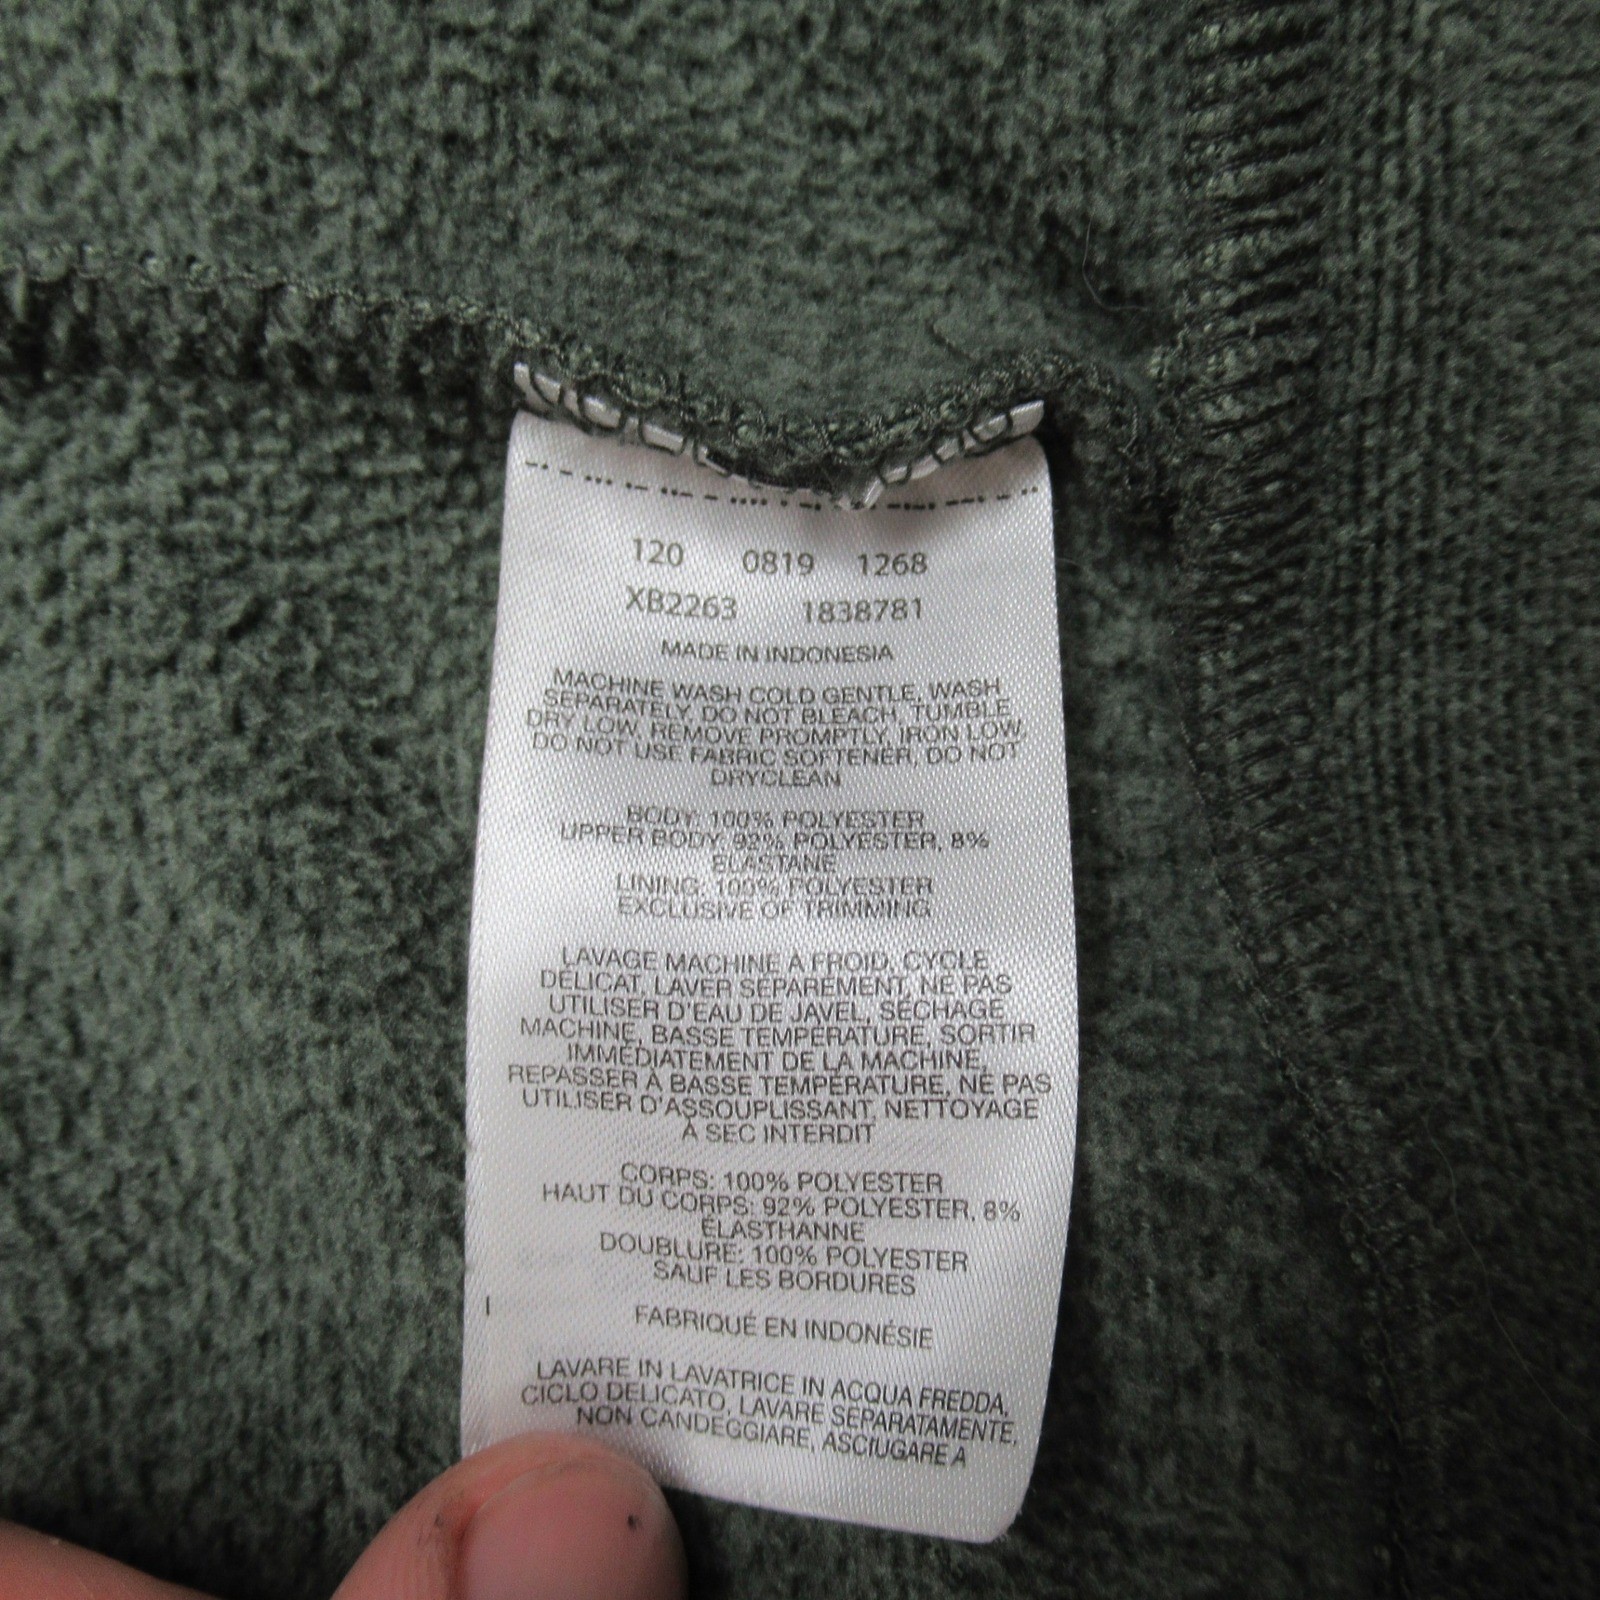 120 0819 1268
XB2263 1838781
MADE IN INDONESIA
MACHINE WASH COLD GENTLE, WASH
SEPARATELY, DO NOT BLEACH, TUMBLE
DRY LOW, REMOVE PROMPTLY, IRON LOW,
DO NOT USE FABRIC SOFTENER, DO NOT
DRYCLEAN
BODY: 100% POLYESTER
UPPER BODY: 92% POLYESTER, 8%
ELASTANE
LINING: 100% POLYESTER
EXCLUSIVE OF TRIMMING
LAVAGE MACHINE À FROID, CYCLE
DÉLICAT, LAVER SÉPARÉMENT, NE PAS
UTILISER D'EAU DE JAVEL, SÉCHAGE
MACHINE, BASSE TEMPÉRATURE, SORTIR
IMMÉDIATEMENT DE LA MACHINE,
REPASSER À BASSE TEMPÉRATURE, NE PAS
UTILISER D'ASSOUPLISSANT, NETTOYAGE
À SEC INTERDIT
CORPS: 100% POLYESTER
HAUT DU CORPS: 92% POLYESTER, 8%
ÉLASTHANNE
DOUBLURE: 100% POLYESTER
SAUF LES BORDURES
FABRIQUÉ EN INDONÉSIE
LAVARE IN LAVATRICE IN ACQUA FREDDA,
CICLO DELICATO, LAVARE SEPARATAMENTE,
NON CANDEGGIARE, ASCIUGARE A